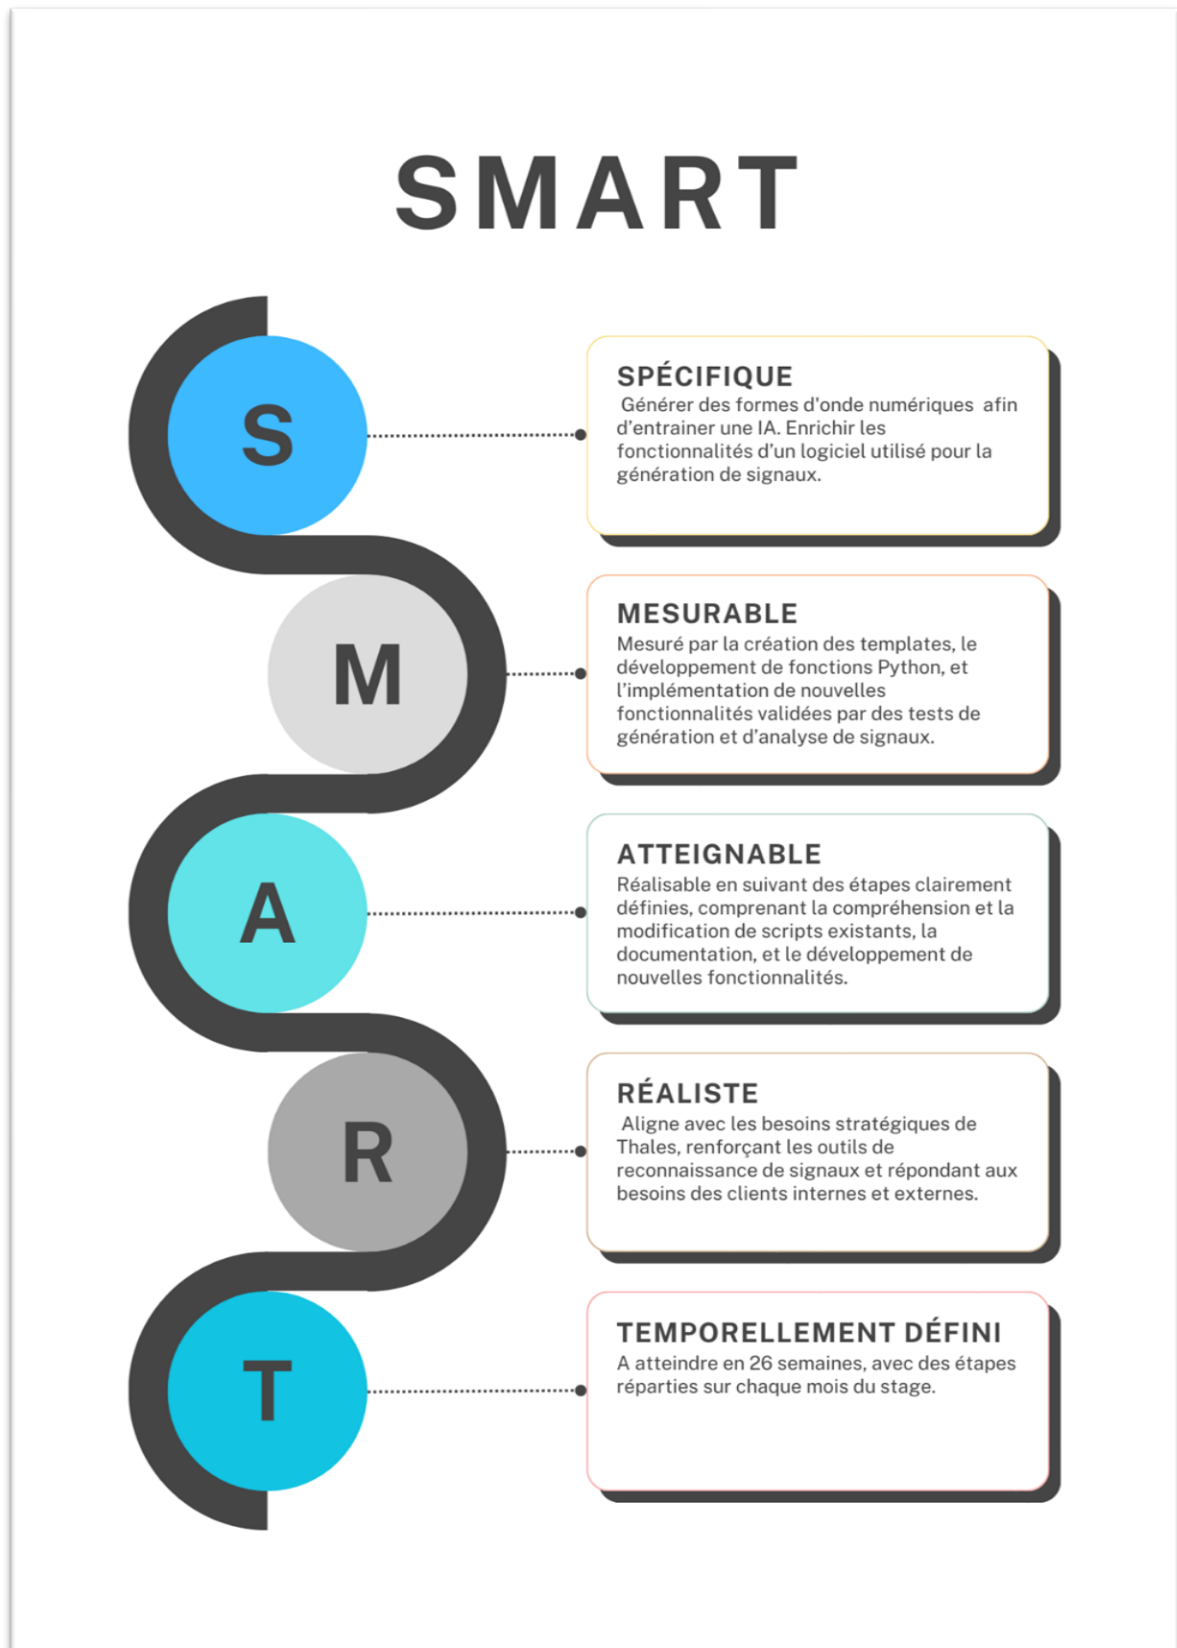 SMART
S
SPÉCIFIQUE
Générer des formes d'onde numériques afin
d’entrainer une IA. Enrichir les
fonctionnalités d’un logiciel utilisé pour la
génération de signaux.
M
MESURABLE
Mesuré par la création des templates, le
développement de fonctions Python, et
l’implémentation de nouvelles
fonctionnalités validées par des tests de
génération et d’analyse de signaux.
A
ATTEIGNABLE
Réalisable en suivant des étapes clairement
définies, comprenant la compréhension et la
modification de scripts existants, la
documentation, et le développement de
nouvelles fonctionnalités.
R
RÉALISTE
Aligne avec les besoins stratégiques de
Thales, renforçant les outils de
reconnaissance de signaux et répondant aux
besoins des clients internes et externes.
T
TEMPORELLEMENT DÉFINI
A atteindre en 26 semaines, avec des étapes
réparties sur chaque mois du stage.